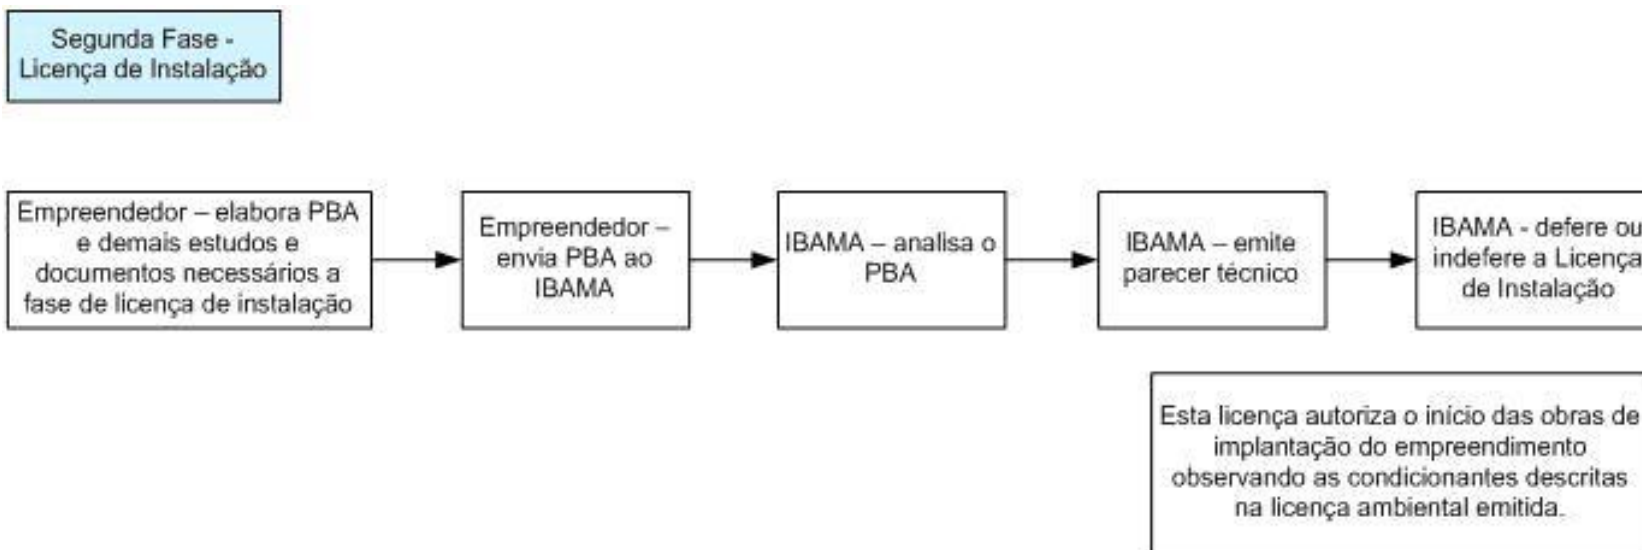 Segunda Fase -
Licença de Instalação
Empreendedor – elabora PBA
e demais estudos e
documentos necessários a
fase de licença de instalação
Empreendedor –
envia PBA ao
IBAMA
IBAMA – analisa o
PBA
IBAMA – emite
parecer técnico
IBAMA - defere ou
indefere a Licença
de Instalação
Esta licença autoriza o início das obras de
implantação do empreendimento
observando as condicionantes descritas
na licença ambiental emitida.